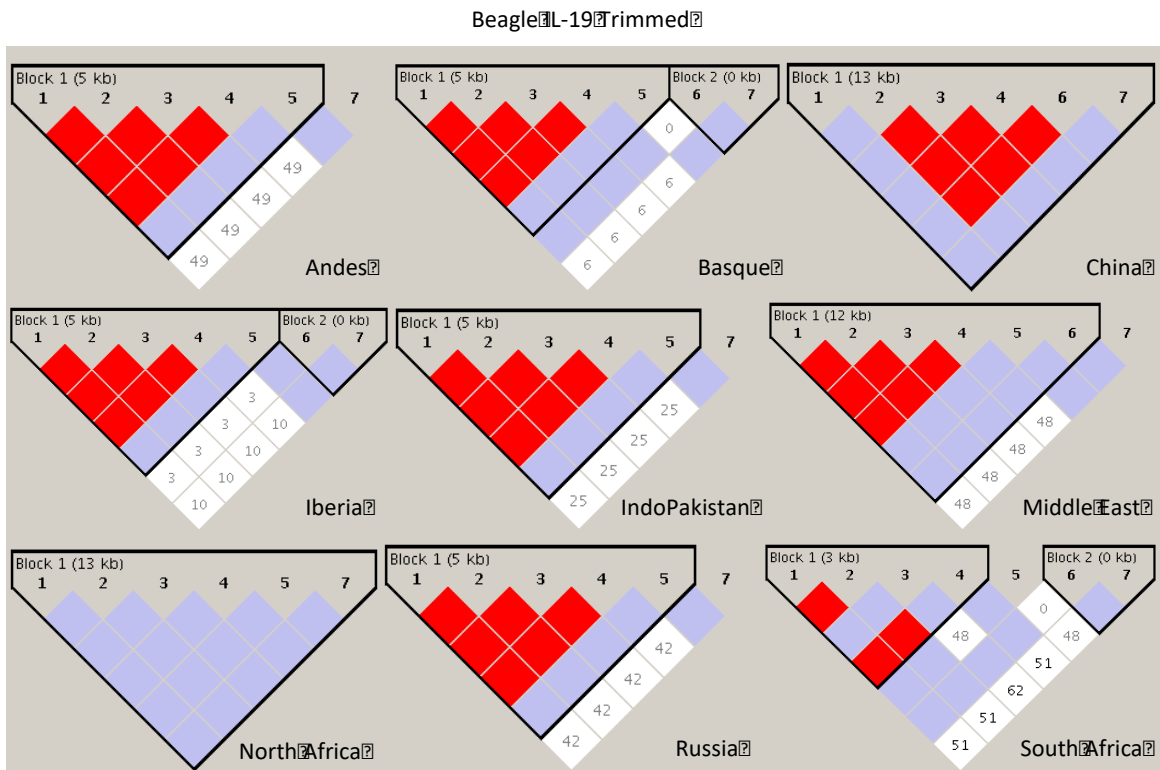 Beagle IL-19 Trimmed
Block 1 (5 kb)
1 2 3 4 5 7
49
49
49
49
Andes
Block 1 (5 kb) Block 2 (0 kb)
1 2 3 4 5 6 7
0
6
6
6
6
Basque
Block 1 (13 kb)
1 2 3 4 6 7
China
Block 1 (5 kb) Block 2 (0 kb)
1 2 3 4 5 6 7
3
3 10
3 10
3 10
10
Iberia
Block 1 (5 kb)
1 2 3 4 5 7
25
25
25
25
IndoPakistan
Block 1 (12 kb)
1 2 3 4 5 6 7
48
48
48
48
Middle East
Block 1 (13 kb)
1 2 3 4 5 7
North Africa
Block 1 (5 kb)
1 2 3 4 5 7
42
42
42
42
Russia
Block 1 (3 kb) Block 2 (0 kb)
1 2 3 4 5 6 7
0
48 48
51
62
51
51
South Africa